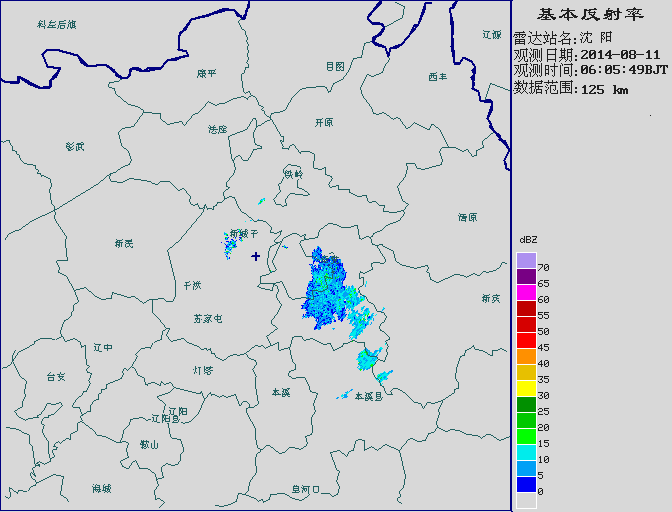 基本反射率
雷达站名:沈 阳
观测日期:2014-08-11
观测时间:06:05:49BJT
数据范围:125 km
科左后旗
辽源
昌图
康平
西丰
法库
开原
彰武
铁岭
清原
新城子
新民
于洪
新宾
苏家屯
辽中
灯塔
台安
本溪
本溪县
辽阳
辽阳县
鞍山
海城
dBZ
70
65
60
55
50
45
40
35
30
25
20
15
10
5
0